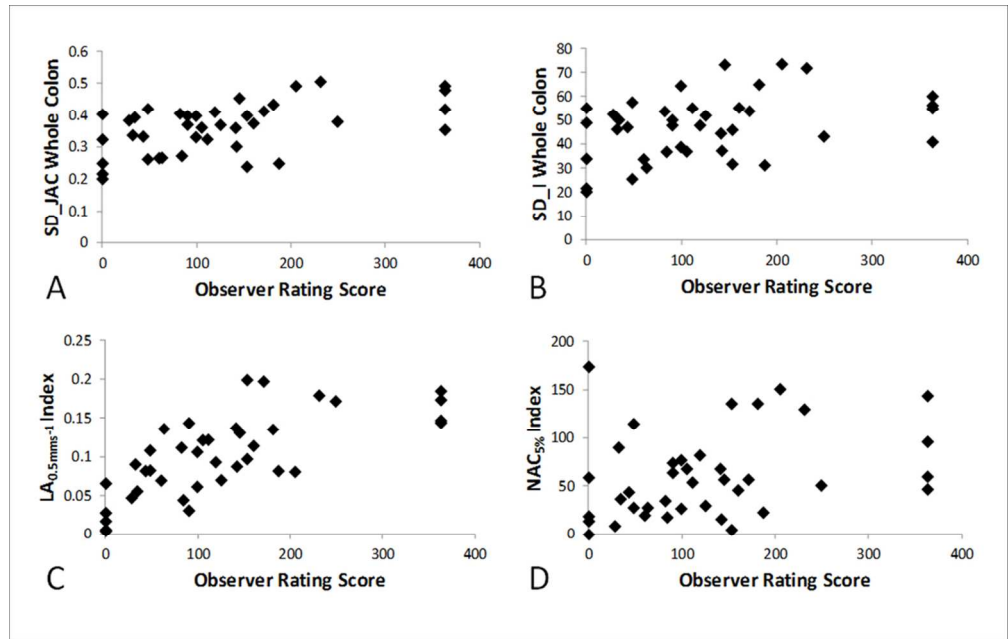 0.6
0.5
0.4
0.3
0.2
0.1
0
0 100 200 300 400
SD_JAC Whole Colon
Observer Rating Score
A
80
70
60
50
40
30
20
10
0
0 100 200 300 400
SD_I Whole Colon
Observer Rating Score
B
0.25
0.2
0.15
0.1
0.05
0
0 100 200 300 400
LA0.5mms-1 Index
Observer Rating Score
C
200
150
100
50
0
0 100 200 300 400
NAC5% Index
Observer Rating Score
D